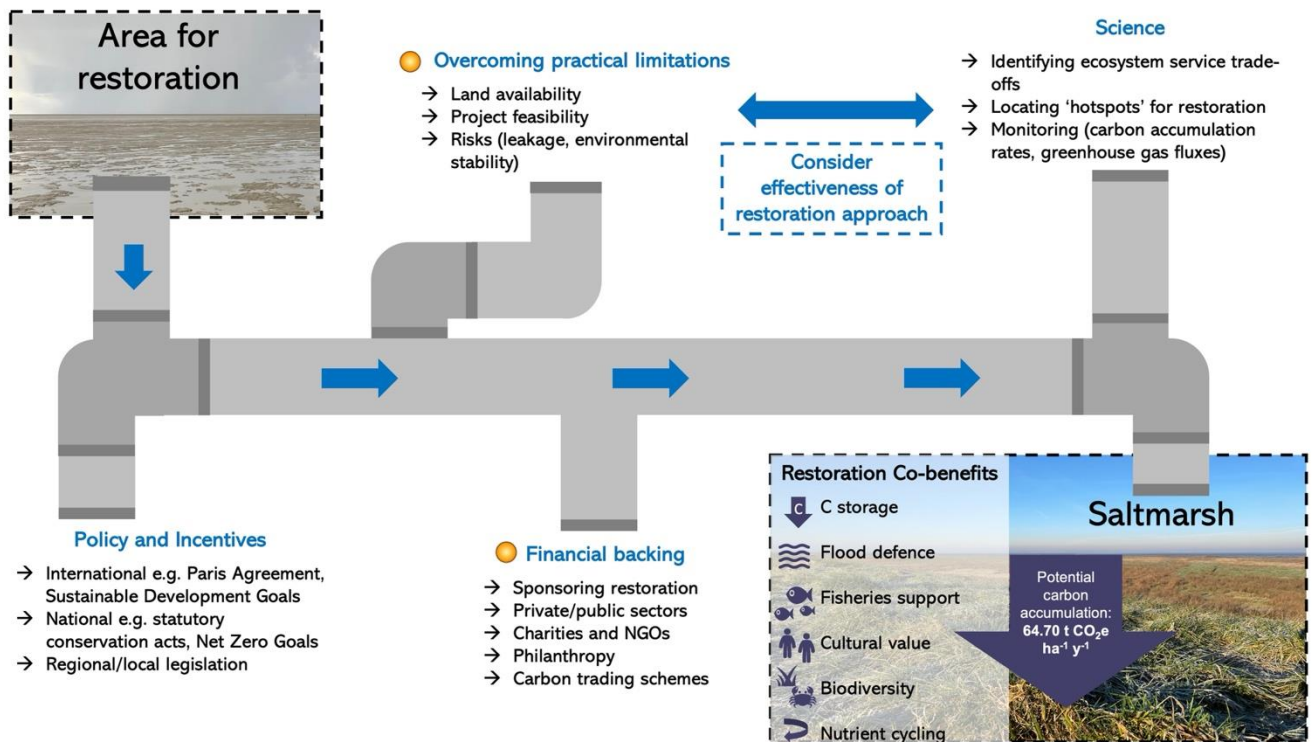 Area for
restoration
Overcoming practical limitations
→ Land availability
→ Project feasibility
→ Risks (leakage, environmental
stability)
Consider
effectiveness of
restoration approach
Science
→ Identifying ecosystem service trade-
offs
→ Locating ‘hotspots’ for restoration
→ Monitoring (carbon accumulation
rates, greenhouse gas fluxes)
Policy and Incentives
→ International e.g. Paris Agreement,
Sustainable Development Goals
→ National e.g. statutory
conservation acts, Net Zero Goals
→ Regional/local legislation
Financial backing
→ Sponsoring restoration
→ Private/public sectors
→ Charities and NGOs
→ Philanthropy
→ Carbon trading schemes
Restoration Co-benefits
C
C storage
Flood defence
Fisheries support
Cultural value
Biodiversity
Nutrient cycling
Saltmarsh
Potential
carbon
accumulation:
64.70 t CO₂e
ha⁻¹ y⁻¹